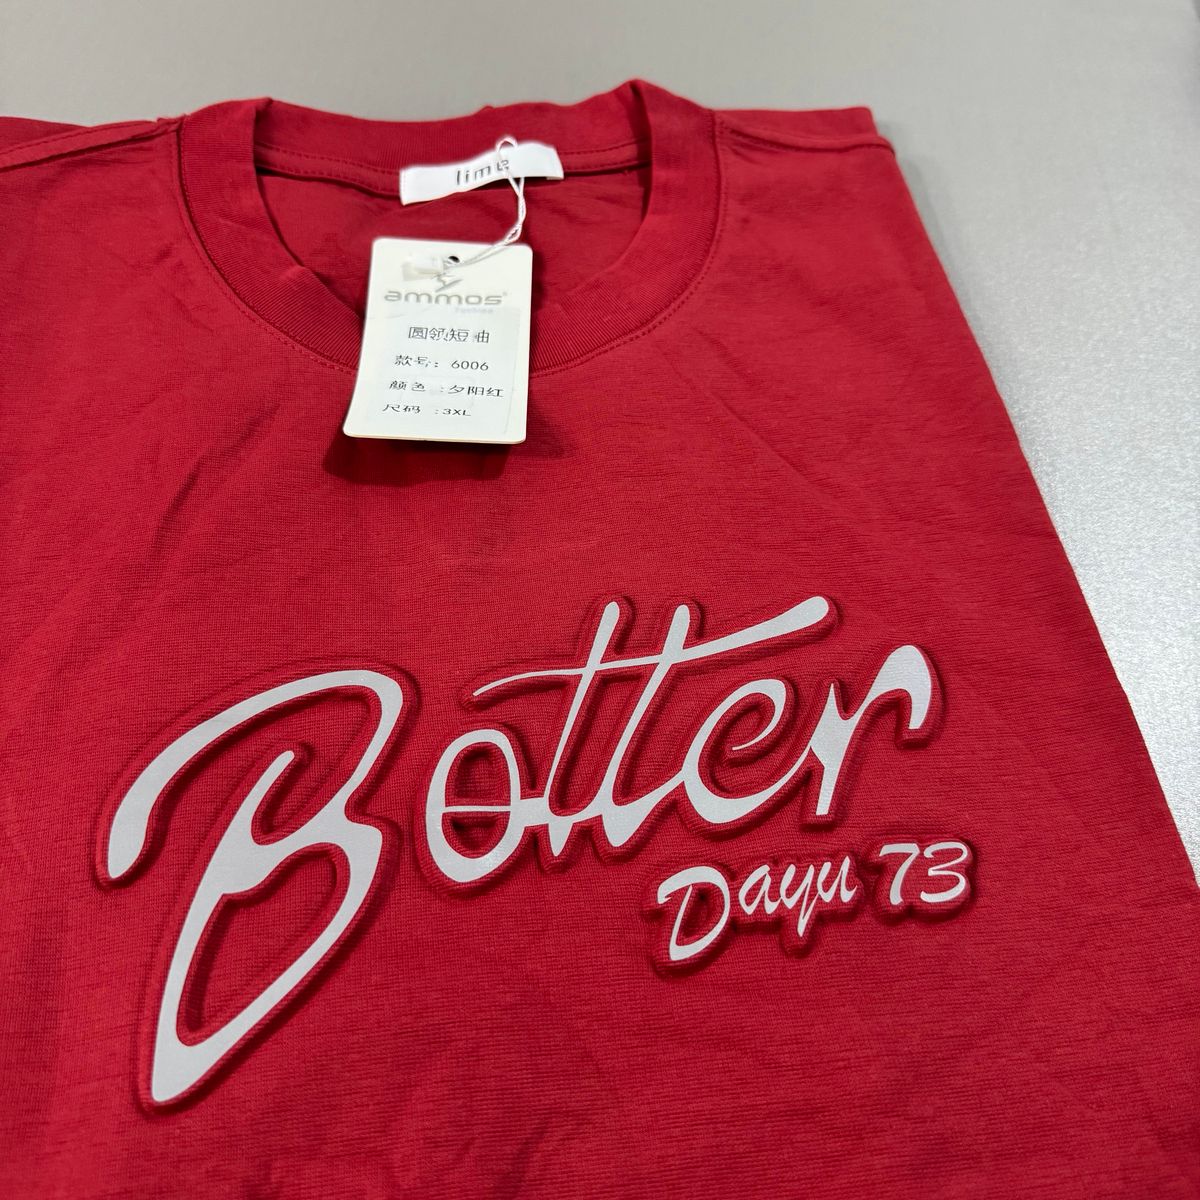 lime
ammos
fashion
圆领短袖
款号: 6006
颜色 :夕阳红
尺码 :3XL
Botter
Dayu 73